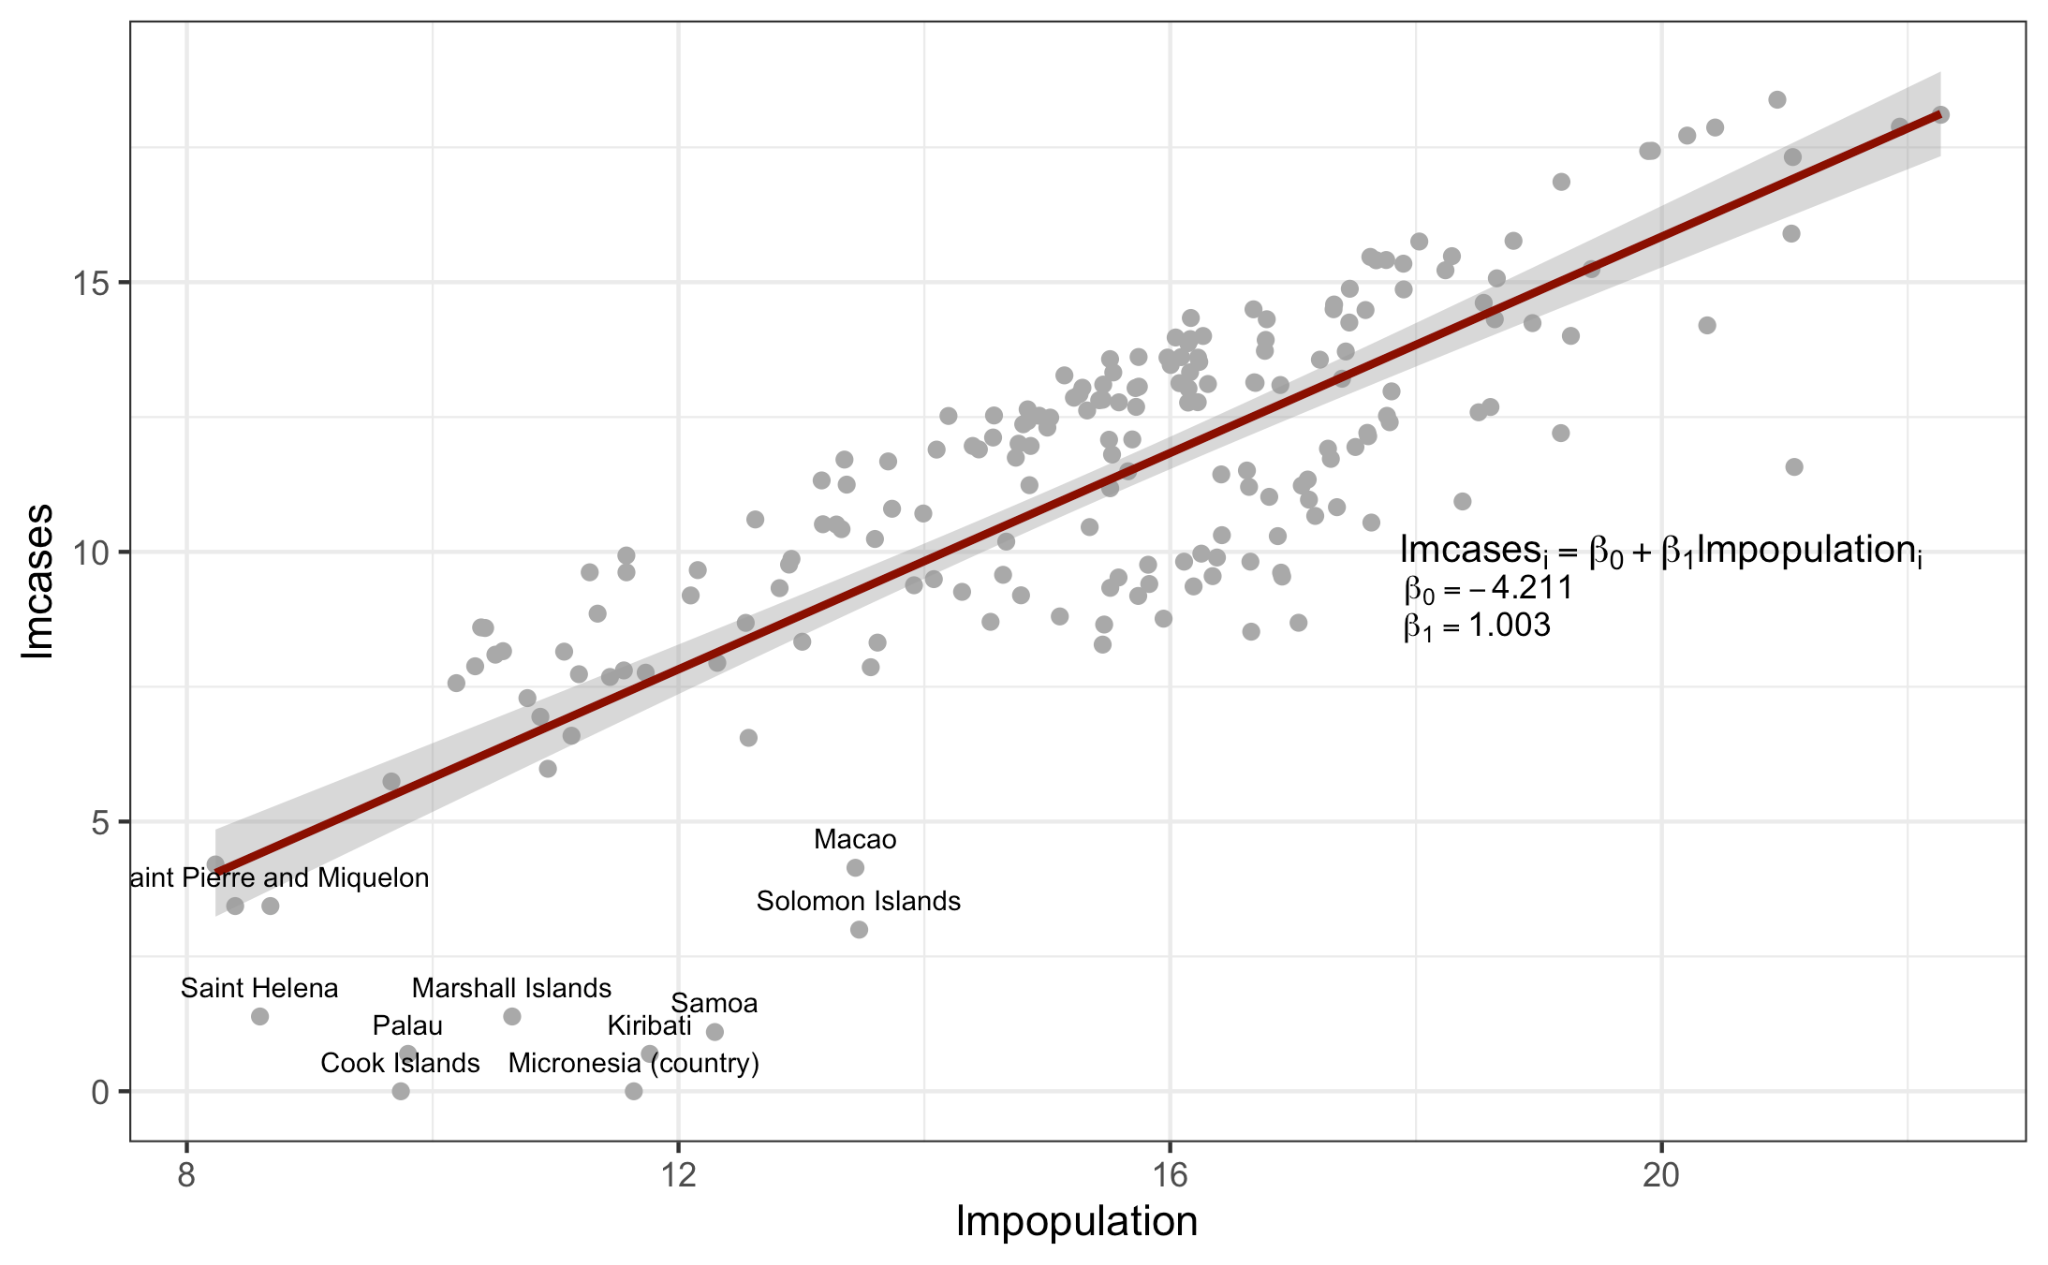 15
10
5
0
lmcases
lmcasesᵢ = β₀ + β₁lmpopulationᵢ
β₀ = − 4.211
β₁ = 1.003
Macao
aint Pierre and Miquelon
Solomon Islands
Saint Helena
Marshall Islands
Samoa
Palau
Kiribati
Cook Islands
Micronesia (country)
8 12 16 20
lmpopulation